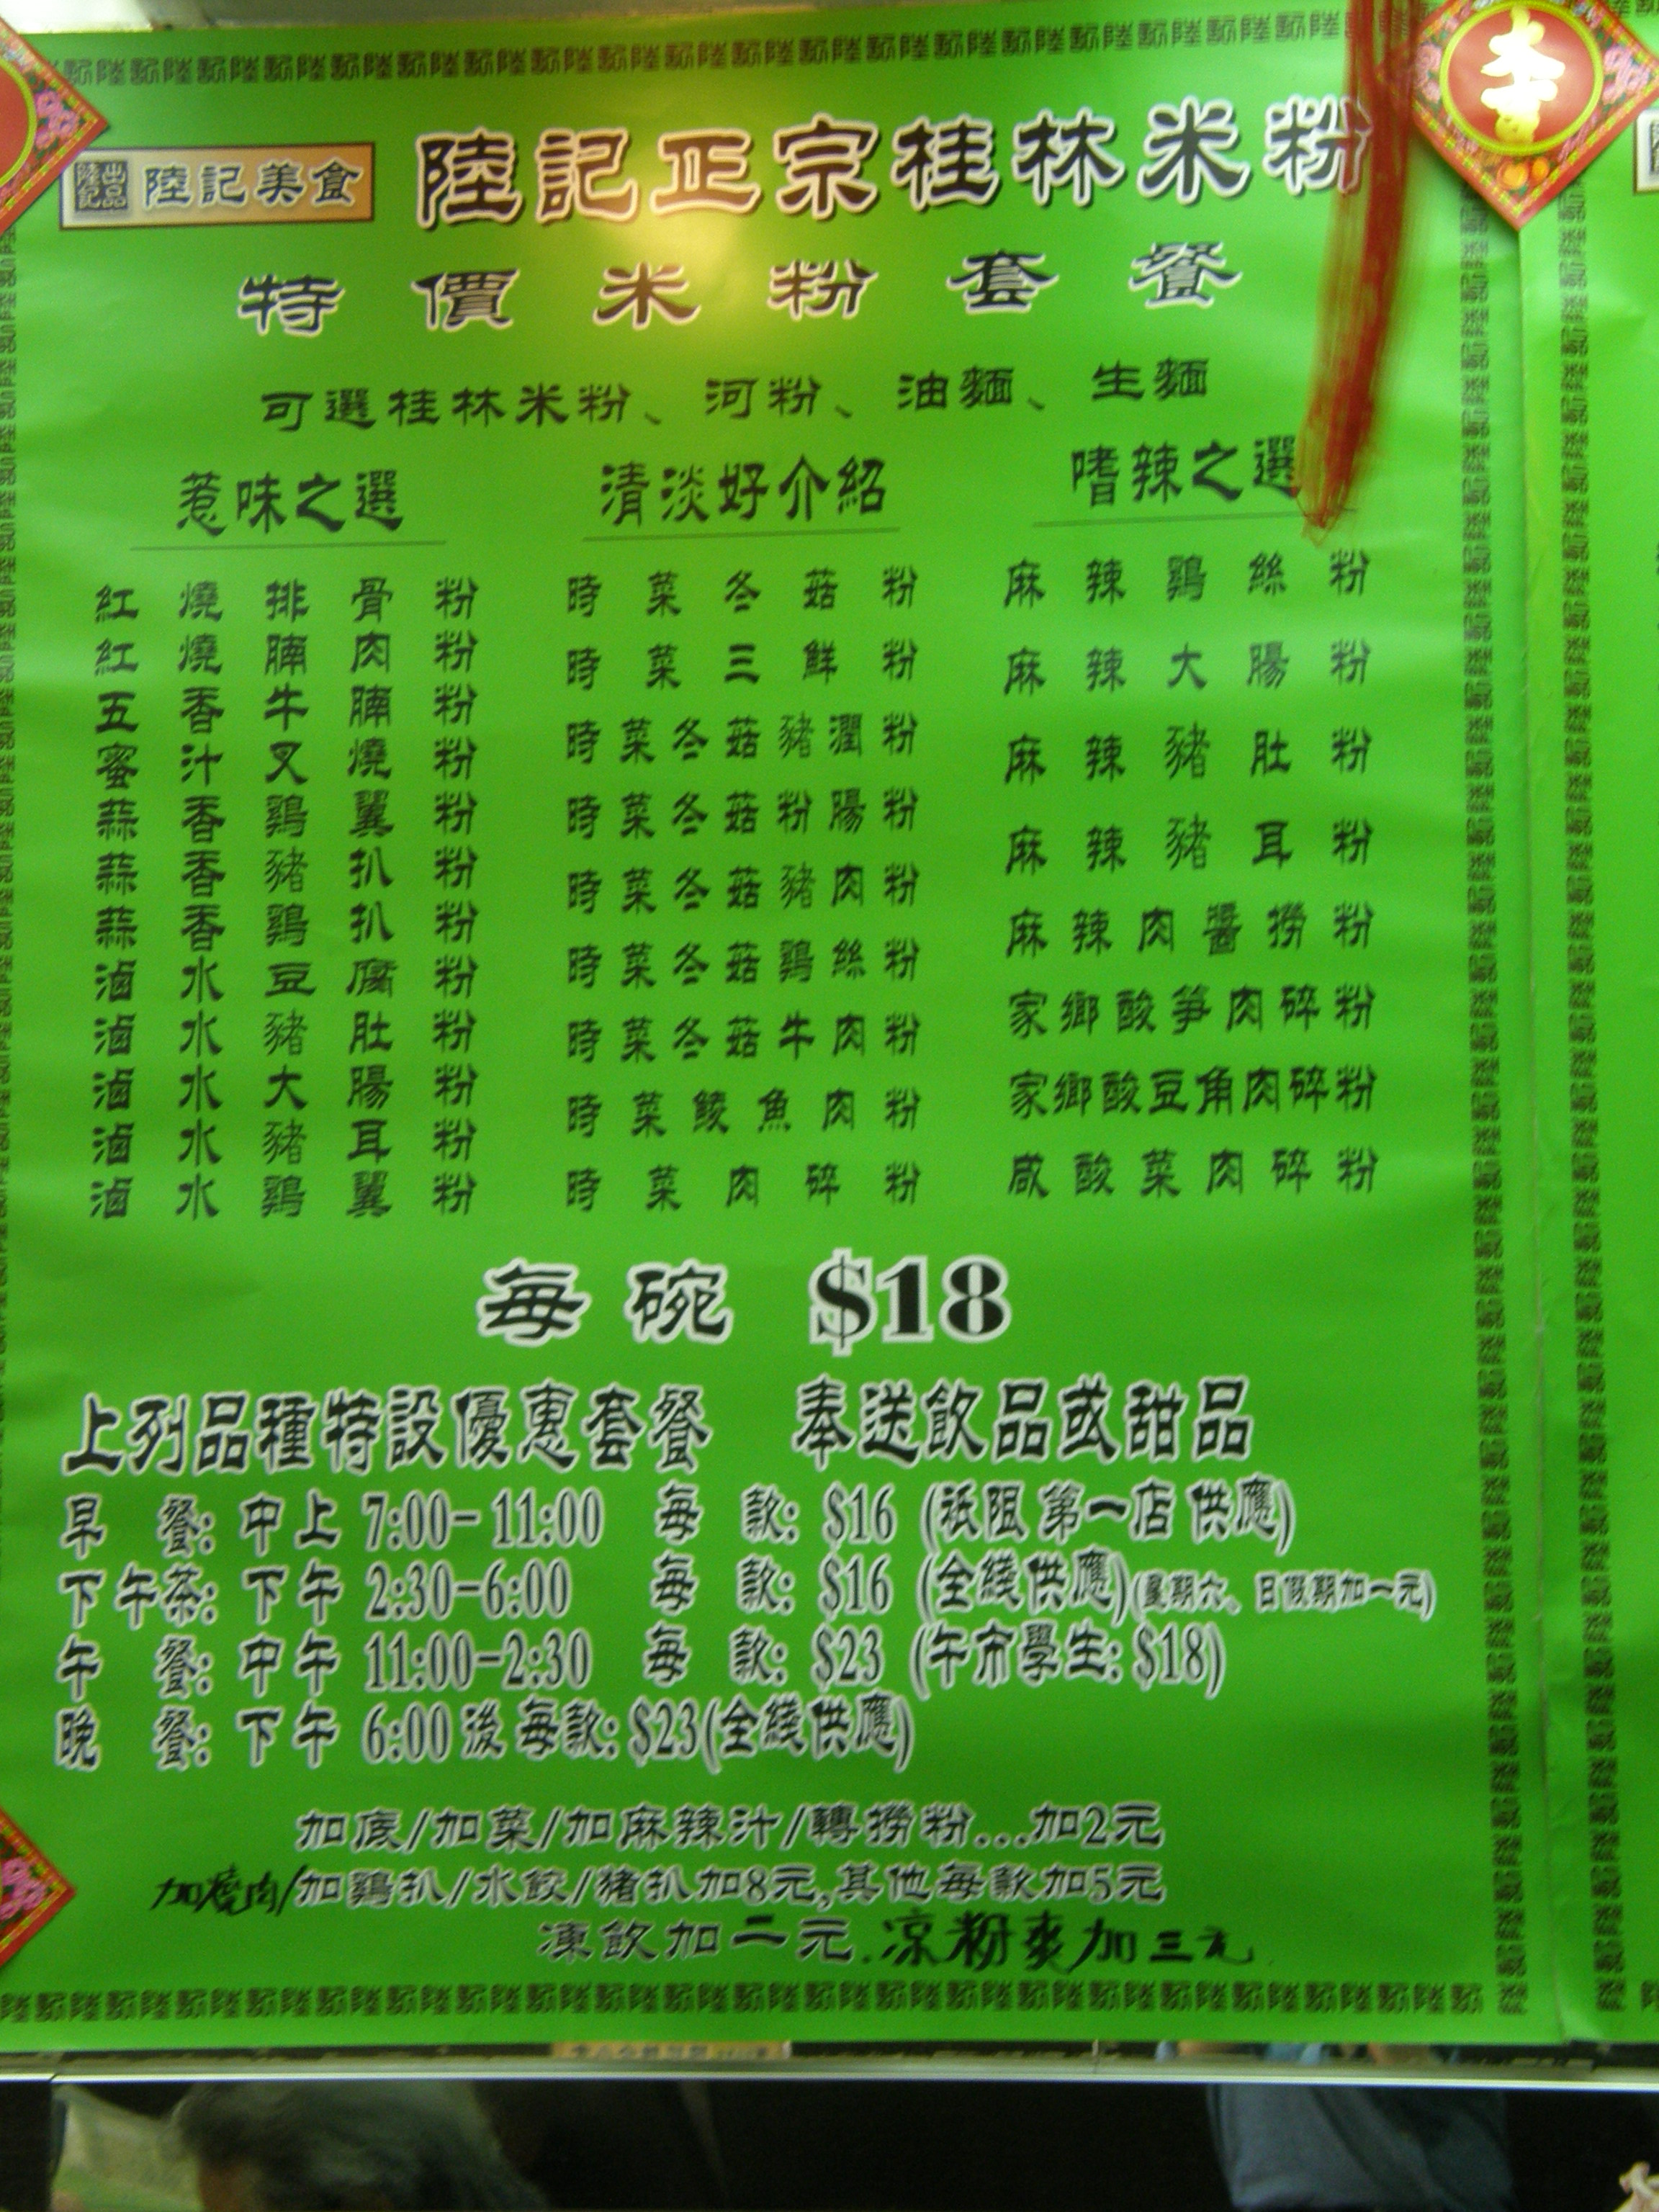 陸記 出品 陸記美食
陸記正宗桂林米粉
特價米粉套餐
可選桂林米粉、河粉、油麵、生麵
惹味之選
紅燒排骨粉
紅燒腩肉粉
五香牛腩粉
蜜汁叉燒粉
蒜香鷄翼粉
蒜香豬扒粉
蒜香鷄扒粉
滷水豆腐粉
滷水豬肚粉
滷水大腸粉
滷水豬耳粉
滷水鷄翼粉
清淡好介紹
時菜冬菇粉
時菜三鮮粉
時菜冬菇豬潤粉
時菜冬菇粉腸粉
時菜冬菇豬肉粉
時菜冬菇鷄絲粉
時菜冬菇牛肉粉
時菜鯪魚肉粉
時菜肉碎粉
嗜辣之選
麻辣鷄絲粉
麻辣大腸粉
麻辣豬肚粉
麻辣豬耳粉
麻辣肉醬撈粉
家鄉酸笋肉碎粉
家鄉酸豆角肉碎粉
咸酸菜肉碎粉
每碗 $18
上列品種特設優惠套餐 奉送飲品或甜品
早 餐: 中上 7:00-11:00 每 款: $16 (祇阻第一店供應)
下午茶: 下午 2:30-6:00 每 款: $16 (全綫供應)(星期六、日假期加一元)
午 餐: 中午 11:00-2:30 每 款: $23 (午市學生: $18)
晚 餐: 下午 6:00後 每款: $23(全綫供應)
加底/加菜/加麻辣汁/轉撈粉...加2元
加鷄扒/水餃/豬扒加8元,其他每款加5元
凍飲加二元.涼粉爽加三元